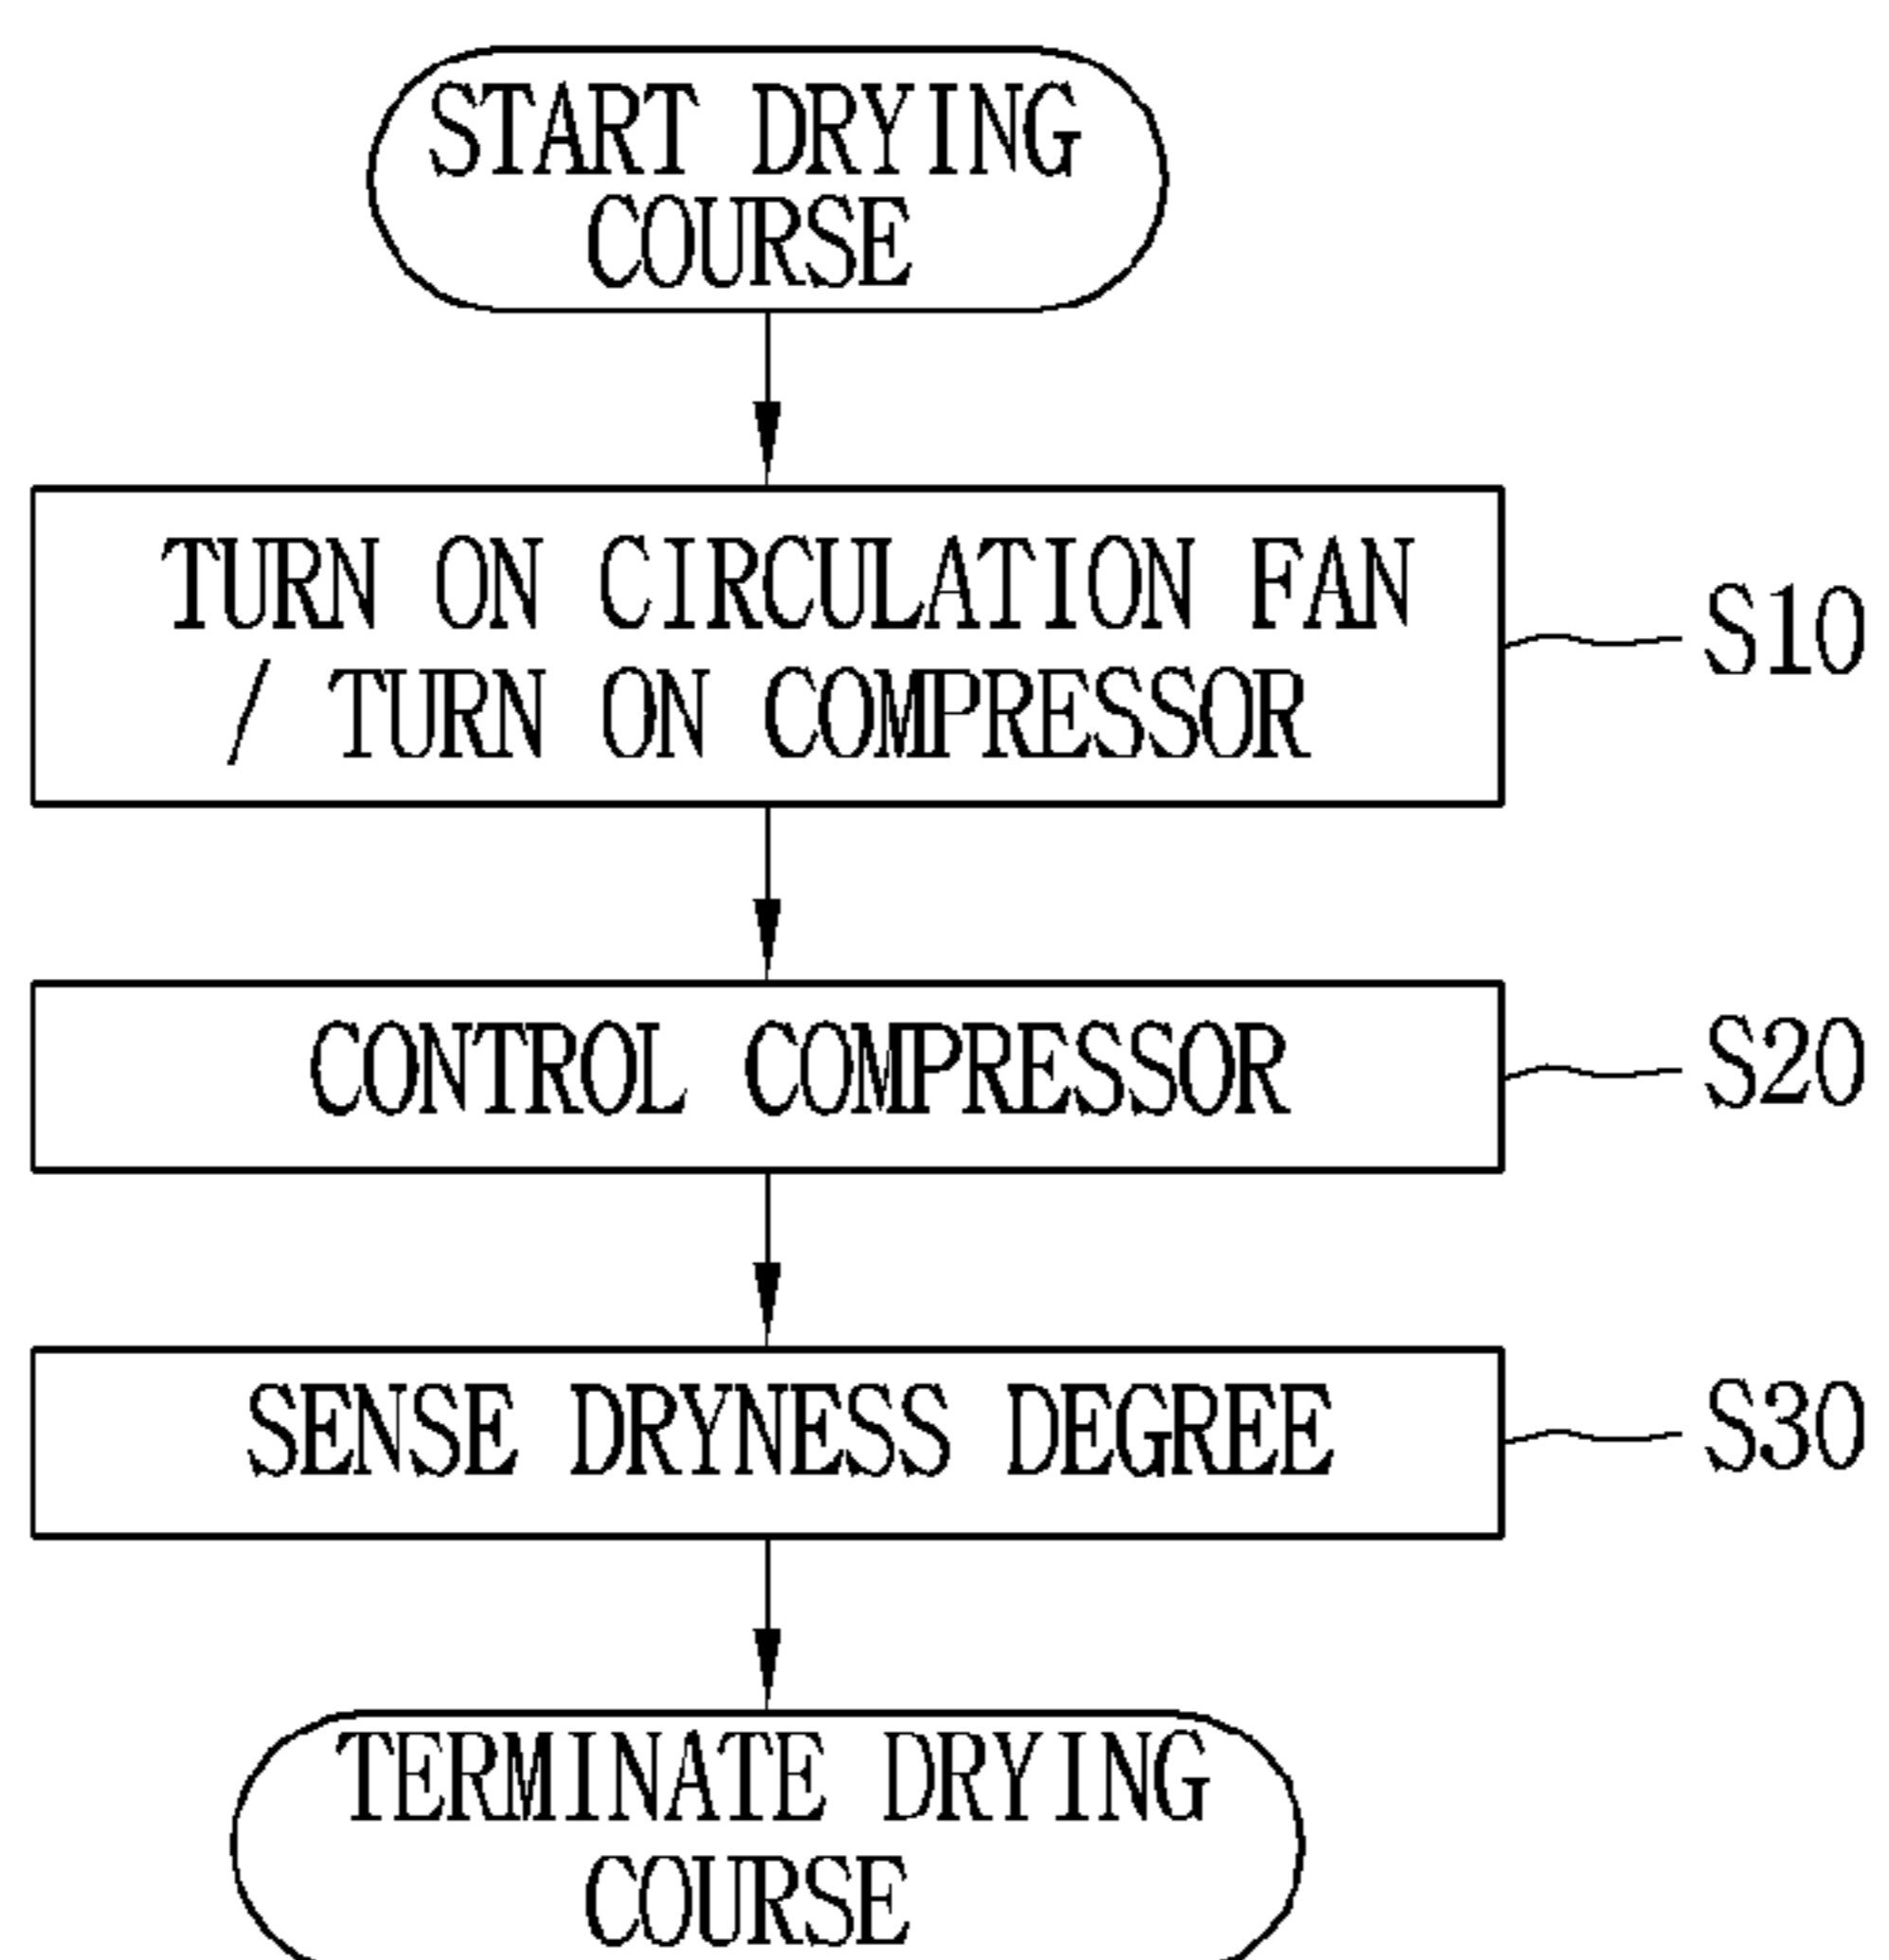 START DRYING
COURSE
TURN ON CIRCULATION FAN
/ TURN ON COMPRESSOR
S10
CONTROL COMPRESSOR
S20
SENSE DRYNESS DEGREE
S30
TERMINATE DRYING
COURSE